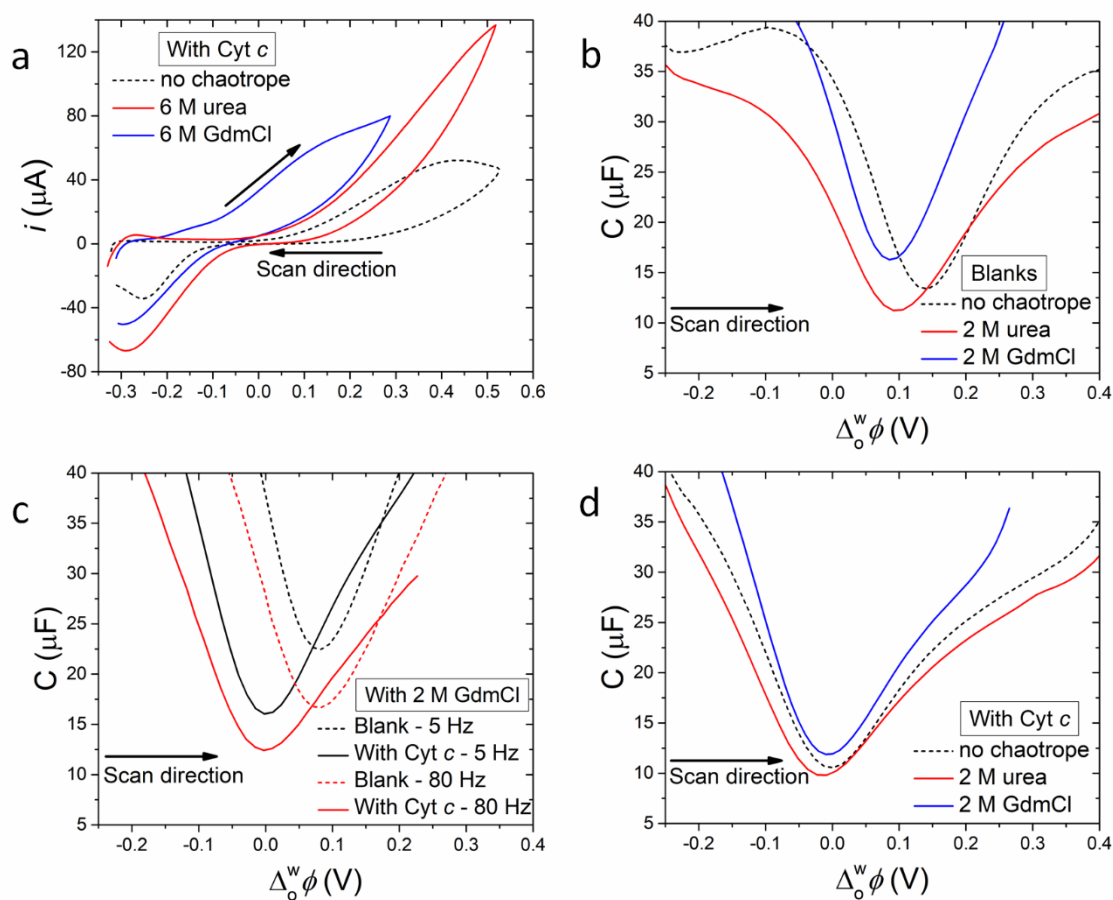 a
With Cyt c
no chaotrope
6 M urea
6 M GdmCl
Scan direction
i (μA)
120
80
40
0
-40
-80
-0.3 -0.2 -0.1 0.0 0.1 0.2 0.3 0.4 0.5 0.6
b
Blanks
no chaotrope
2 M urea
2 M GdmCl
Scan direction
C (μF)
40
35
30
25
20
15
10
5
-0.2 -0.1 0.0 0.1 0.2 0.3 0.4
Δ_o^w ϕ (V)
c
With 2 M GdmCl
Blank - 5 Hz
With Cyt c - 5 Hz
Blank - 80 Hz
With Cyt c - 80 Hz
Scan direction
C (μF)
40
35
30
25
20
15
10
5
-0.2 -0.1 0.0 0.1 0.2 0.3 0.4
Δ_o^w ϕ (V)
d
With Cyt c
no chaotrope
2 M urea
2 M GdmCl
Scan direction
C (μF)
40
35
30
25
20
15
10
5
-0.2 -0.1 0.0 0.1 0.2 0.3 0.4
Δ_o^w ϕ (V)